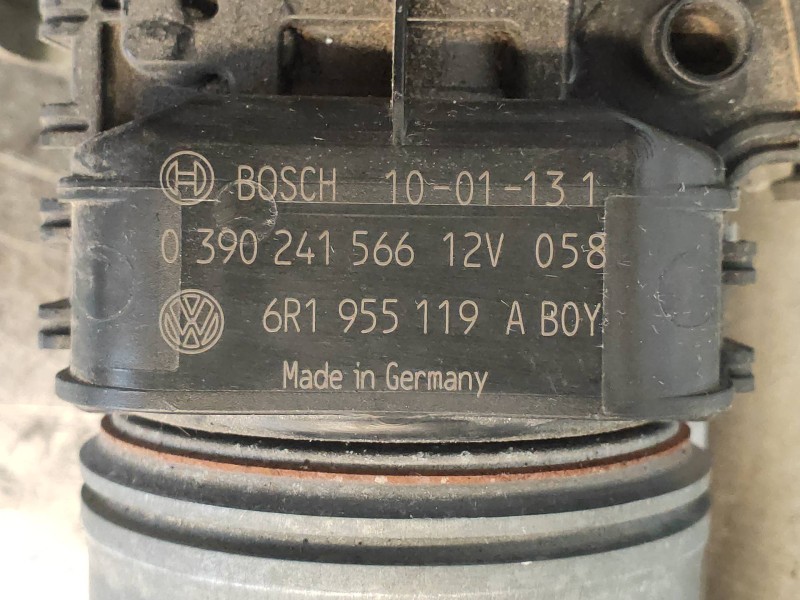 BOSCH 10-01-13 1
0 390 241 566 12V 058
6R1 955 119 A BOY
Made in Germany